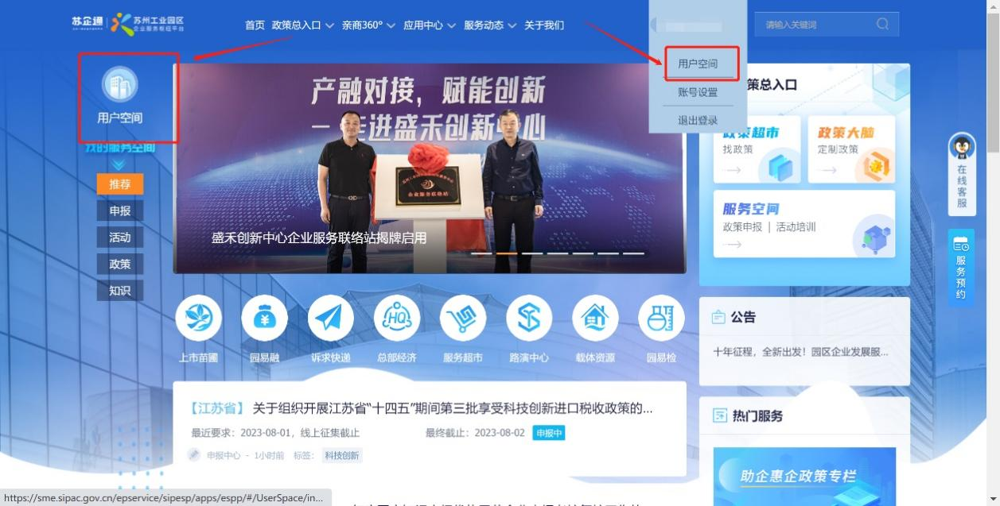 苏企通
苏州工业园区
企业服务枢纽平台
首页 政策总入口 亲商360° 应用中心 服务动态 关于我们
请输入关键词
用户空间
账号设置
退出登录
用户空间
我的服务空间
推荐
申报
活动
政策
知识
产融对接，赋能创新
企业服务联络站
盛禾创新中心企业服务联络站揭牌启用
策总入口
政策超市
找政策
政策大脑
定制政策
服务空间
政策申报 | 活动培训
在线客服
服务预约
上市苗圃
园易融
诉求快递
HQ
总部经济
服务超市
路演中心
载体资源
园易检
公告
十年征程，全新出发！园区企业发展服...
【江苏省】 关于组织开展江苏省“十四五”期间第三批享受科技创新进口税收政策的...
最近要求：2023-08-01，线上征集截止 最终截止：2023-08-02 申报中
申报中心 - 1小时前 标签： 科技创新
热门服务
助企惠企政策专栏
https://sme.sipac.gov.cn/epservice/sipesp/apps/espp/#/UserSpace/in...